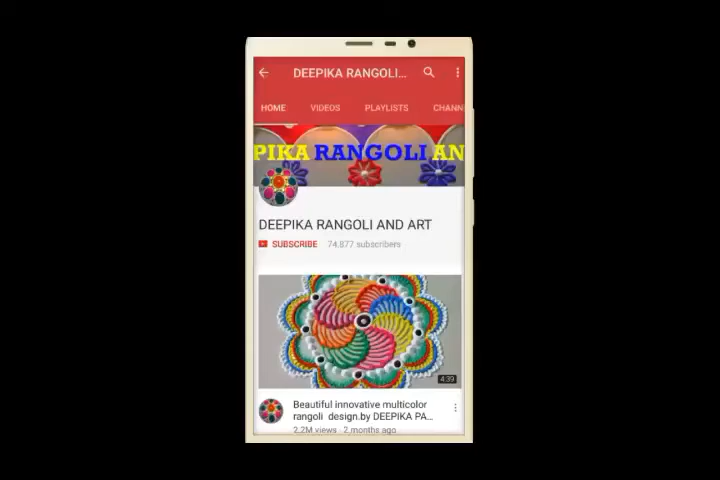 DEEPIKA RANGOLI...
HOME VIDEOS PLAYLISTS CHANN
PIKA RANGOLI AN
DEEPIKA RANGOLI AND ART
SUBSCRIBE 74,877 subscribers
4:39
Beautiful innovative multicolor
rangoli design.by DEEPIKA PA...
2.2M views · 2 months ago